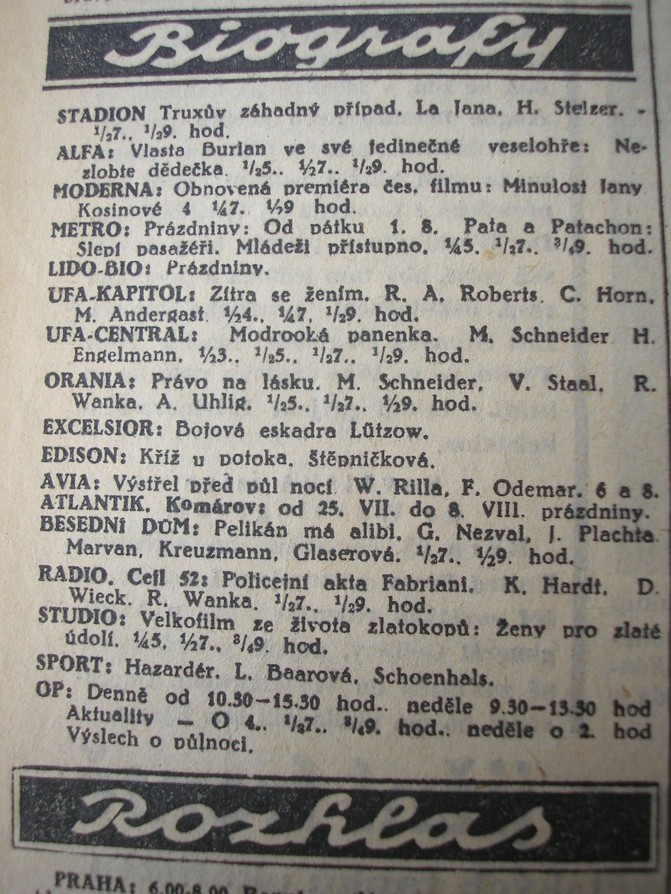 Biografy
STADION Truxův záhadný případ. La Jana. H. Stelzer. -
½7.. ½9. hod.
ALFA: Vlasta Burian ve své jedinečné veselohře: Ne-
zlobte dědečka. ½5.. ½7.. ½9. hod.
MODERNA: Obnovená premiéra čes. filmu: Minulost Jany
Kosinové 4 ¼7. ½9 hod.
METRO: Prázdniny: Od pátku 1. 8. Pata a Patachon:
Slepí pasažéři. Mládeži přístupno. ¼5. ½7.. ¾9. hod.
LIDO-BIO: Prázdniny.
UFA-KAPITOL: Zítra se žením. R. A. Roberts. C. Horn.
M. Andergast. ½4.. ¼7. ½9. hod.
UFA-CENTRAL: Modrooká panenka. M. Schneider H.
Engelmann. ½3.. ½5.. ½7.. ½9. hod.
ORANIA: Právo na lásku. M. Schneider. V. Staal. R.
Wanka. A. Uhlig. ½5.. ½7.. ½9. hod.
EXCELSIOR: Bojová eskadra Lützow.
EDISON: Kříž u potoka. Štěpničková.
AVIA: Výstřel před půl nocí. W. Rilla. F. Odemar. 6 a 8.
ATLANTIK. Komárov: od 25. VII. do 8. VIII. prázdniny.
BESEDNÍ DŮM: Pelikán má alibi. G. Nezval, J. Plachta
Marvan. Kreuzmann. Glaserová. ½7.. ½9. hod.
RADIO. Cejl 52: Policejní akta Fabriani. K. Hardt. D.
Wieck. R. Wanka. ½7.. ½9. hod.
STUDIO: Velkofilm ze života zlatokopů: Ženy pro zlaté
údolí. ¼5. ½7.. ¾9. hod.
SPORT: Hazardér. L. Baarová. Schoenhals.
OP: Denně od 10.30—15.30 hod.. neděle 9.30—13.30 hod
Aktuality — O 4.. ½7.. ¾9. hod.. neděle o 2. hod
Výslech o půlnoci.
Rozhlas
PRAHA: 6.00-8.00